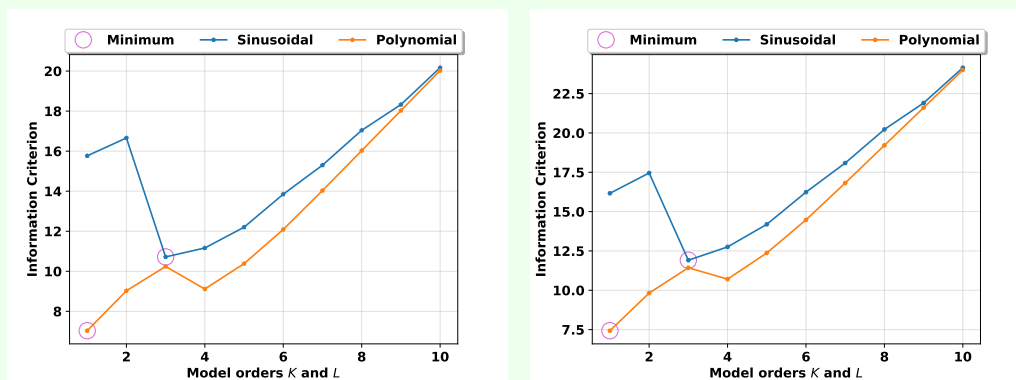 Minimum Sinusoidal Polynomial
20
18
16
14
12
10
8
Information Criterion
2 4 6 8 10
Model orders K and L
Minimum Sinusoidal Polynomial
22.5
20.0
17.5
15.0
12.5
10.0
7.5
Information Criterion
2 4 6 8 10
Model orders K and L